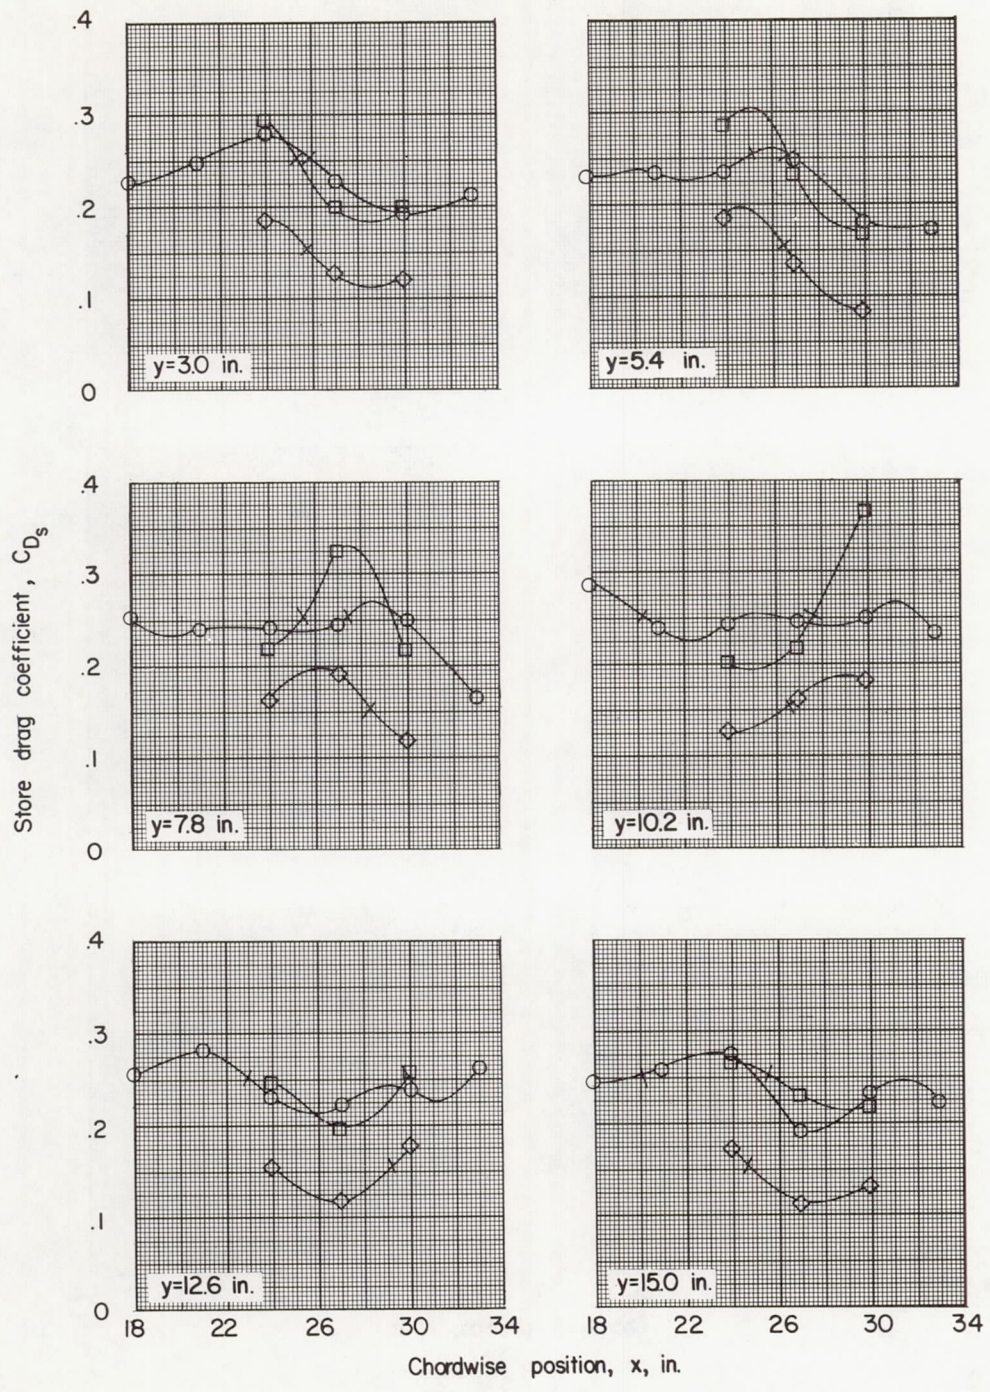 .4
.3
.2
.1
0
y=3.0 in.
y=5.4 in.
.4
.3
.2
.1
0
y=7.8 in.
y=10.2 in.
Store drag coefficient, C_Ds
.4
.3
.2
.1
0
y=12.6 in.
y=15.0 in.
18 22 26 30 34
18 22 26 30 34
Chordwise position, x, in.